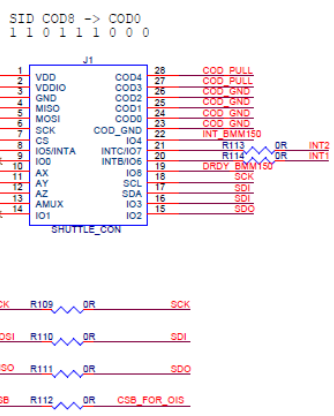 SID COD8 -> COD0
1 1 0 1 1 1 0 0 0
J1
1 VDD COD4 28 COD_PULL
2 VDDIO COD3 27 COD_PULL
3 GND COD2 26 COD_GND
4 MISO COD1 25 COD_GND
5 MOSI COD0 24 COD_GND
6 SCK COD_GND 23 COD_GND
7 CS IO4 22 INT_BMM150
8 IO5/INTA INTC/IO7 21 R113 0R INT2
9 IO0 INTB/IO6 20 R114 0R INT1
10 AX IO8 19 DRDY_BMM150
11 AY SCL 18 SCK
12 AZ SDA 17 SDI
13 AMUX IO3 16 SDI
14 IO1 IO2 15 SDO
SHUTTLE_CON
CK R109 0R SCK
OSI R110 0R SDI
SO R111 0R SDO
SB R112 0R CSB_FOR_OIS